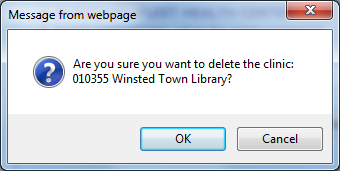 Message from webpage
Are you sure you want to delete the clinic:
010355 Winsted Town Library?
OK
Cancel